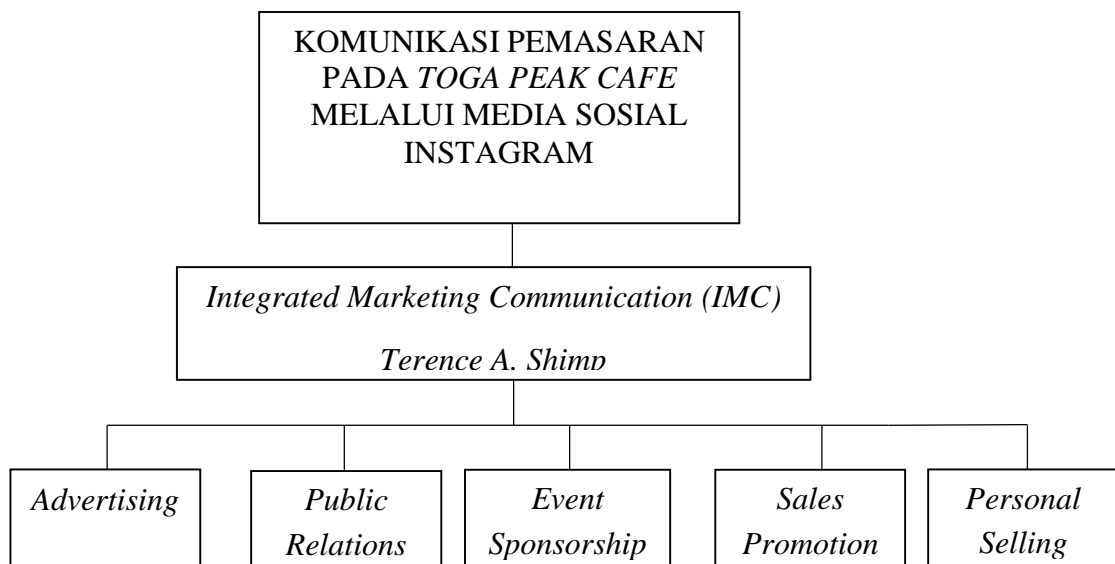 KOMUNIKASI PEMASARAN
PADA TOGA PEAK CAFE
MELALUI MEDIA SOSIAL
INSTAGRAM
Integrated Marketing Communication (IMC)
Terence A. Shimp
Advertising
Public
Relations
Event
Sponsorship
Sales
Promotion
Personal
Selling